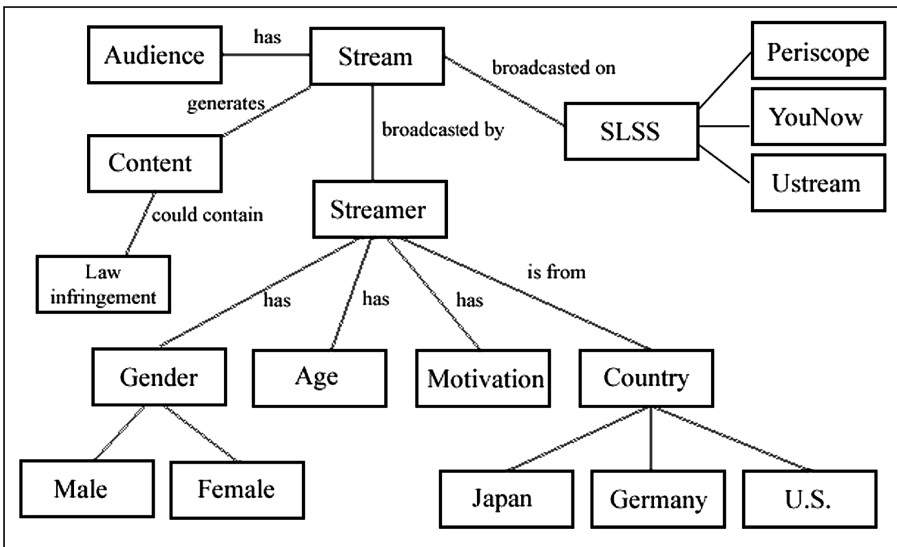 Audience
has
Stream
broadcasted on
Periscope
YouNow
Ustream
SLSS
generates
broadcasted by
Content
could contain
Law
infringement
Streamer
has
has
has
is from
Gender
Age
Motivation
Country
Male
Female
Japan
Germany
U.S.